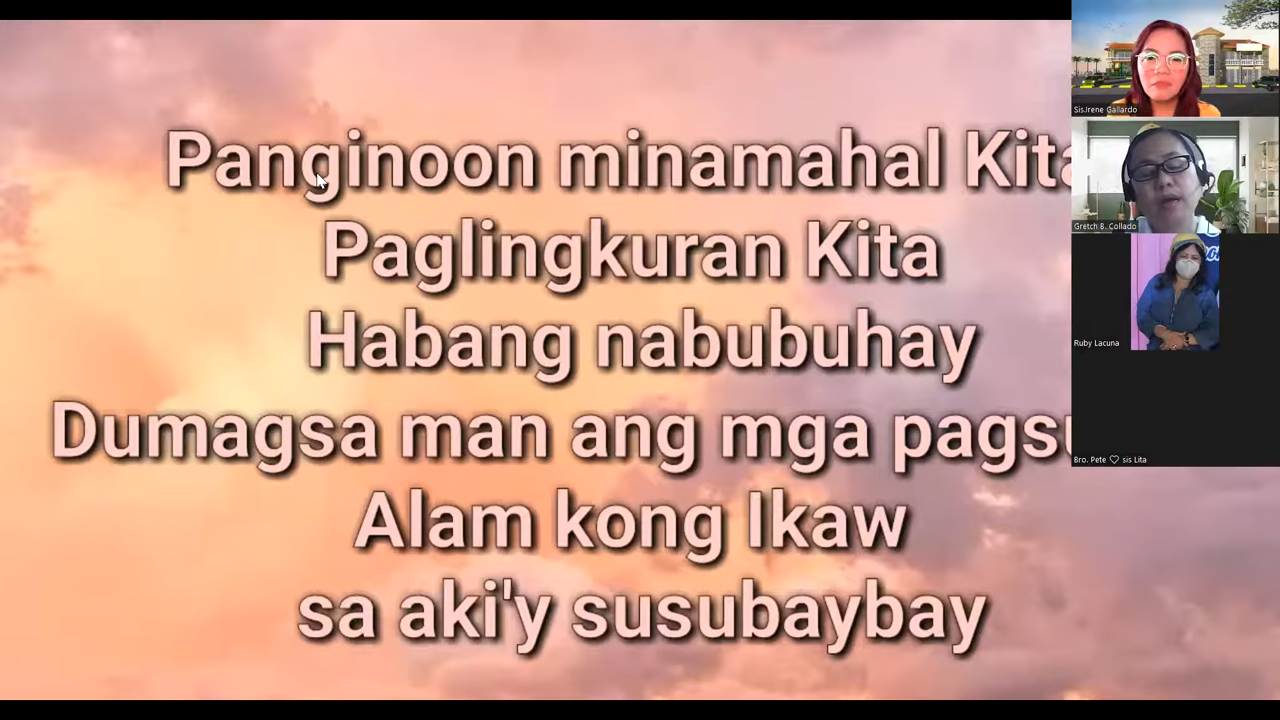 Panginoon minamahal Kita
Paglingkuran Kita
Habang nabubuhay
Dumagsa man ang mga
Alam kong Ikaw
sa aki'y susubaybay
Sis.Irene Gallardo
Gretch B. Collado
Ruby Lacuna
Bro. Pete ♡ sis Lita